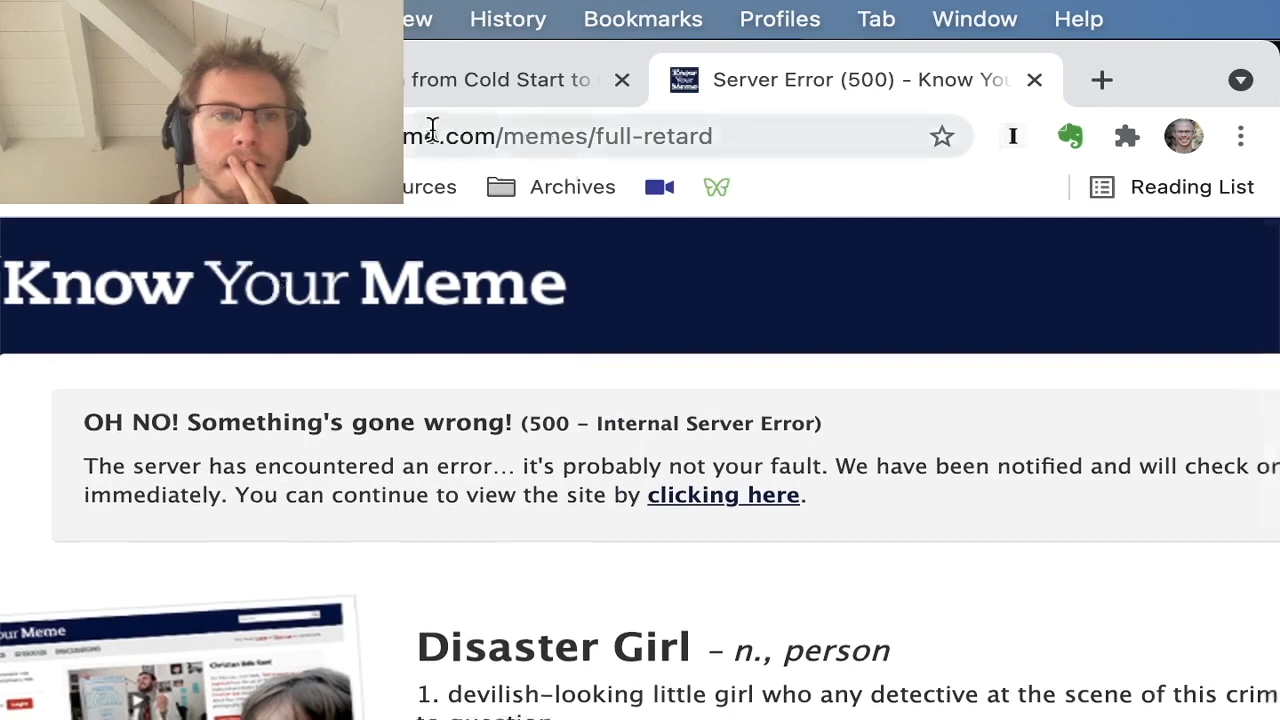 ew History Bookmarks Profiles Tab Window Help
from Cold Start to
Server Error (500) – Know You
me.com/memes/full-retard
urces Archives Reading List
Know Your Meme
OH NO! Something's gone wrong! (500 – Internal Server Error)
The server has encountered an error... it's probably not your fault. We have been notified and will check on
immediately. You can continue to view the site by clicking here.
our Meme
Disaster Girl – n., person
1. devilish-looking little girl who any detective at the scene of this crim
to question